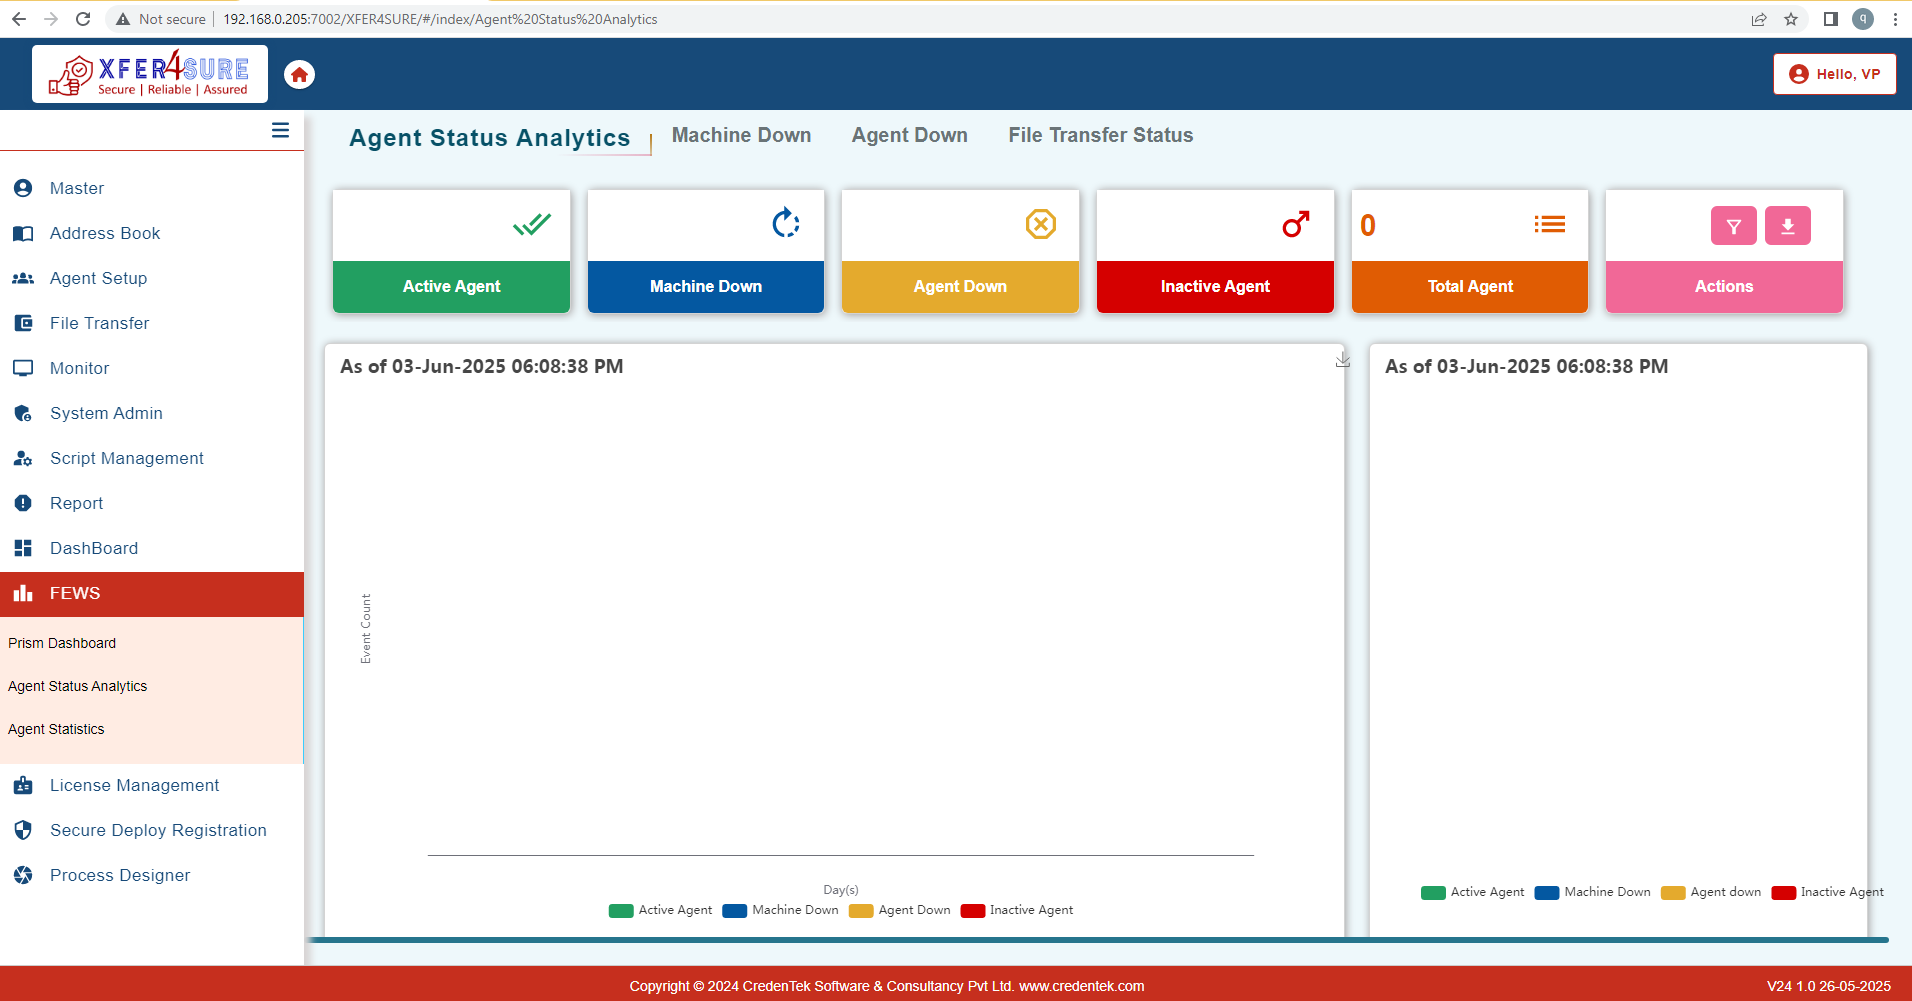 Not secure
192.168.0.205:7002/XFER4SURE/#/index/Agent%20Status%20Analytics
q
XFER4SURE
Secure | Reliable | Assured
Hello, VP
Master
Address Book
Agent Setup
File Transfer
Monitor
System Admin
Script Management
Report
DashBoard
FEWS
Prism Dashboard
Agent Status Analytics
Agent Statistics
License Management
Secure Deploy Registration
Process Designer
Agent Status Analytics
Machine Down
Agent Down
File Transfer Status
Active Agent
Machine Down
Agent Down
Inactive Agent
0
Total Agent
Actions
As of 03-Jun-2025 06:08:38 PM
Event Count
Day(s)
Active Agent
Machine Down
Agent Down
Inactive Agent
As of 03-Jun-2025 06:08:38 PM
Active Agent
Machine Down
Agent down
Inactive Agent
Copyright © 2024 CredenTek Software & Consultancy Pvt Ltd. www.credentek.com
V24 1.0 26-05-2025